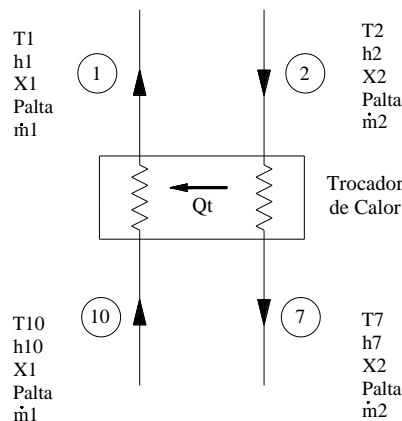 T1
h1
X1
Palta
ṁ1
1
2
T2
h2
X2
Palta
ṁ2
Qt
Trocador
de Calor
T10
h10
X1
Palta
ṁ1
10
7
T7
h7
X2
Palta
ṁ2